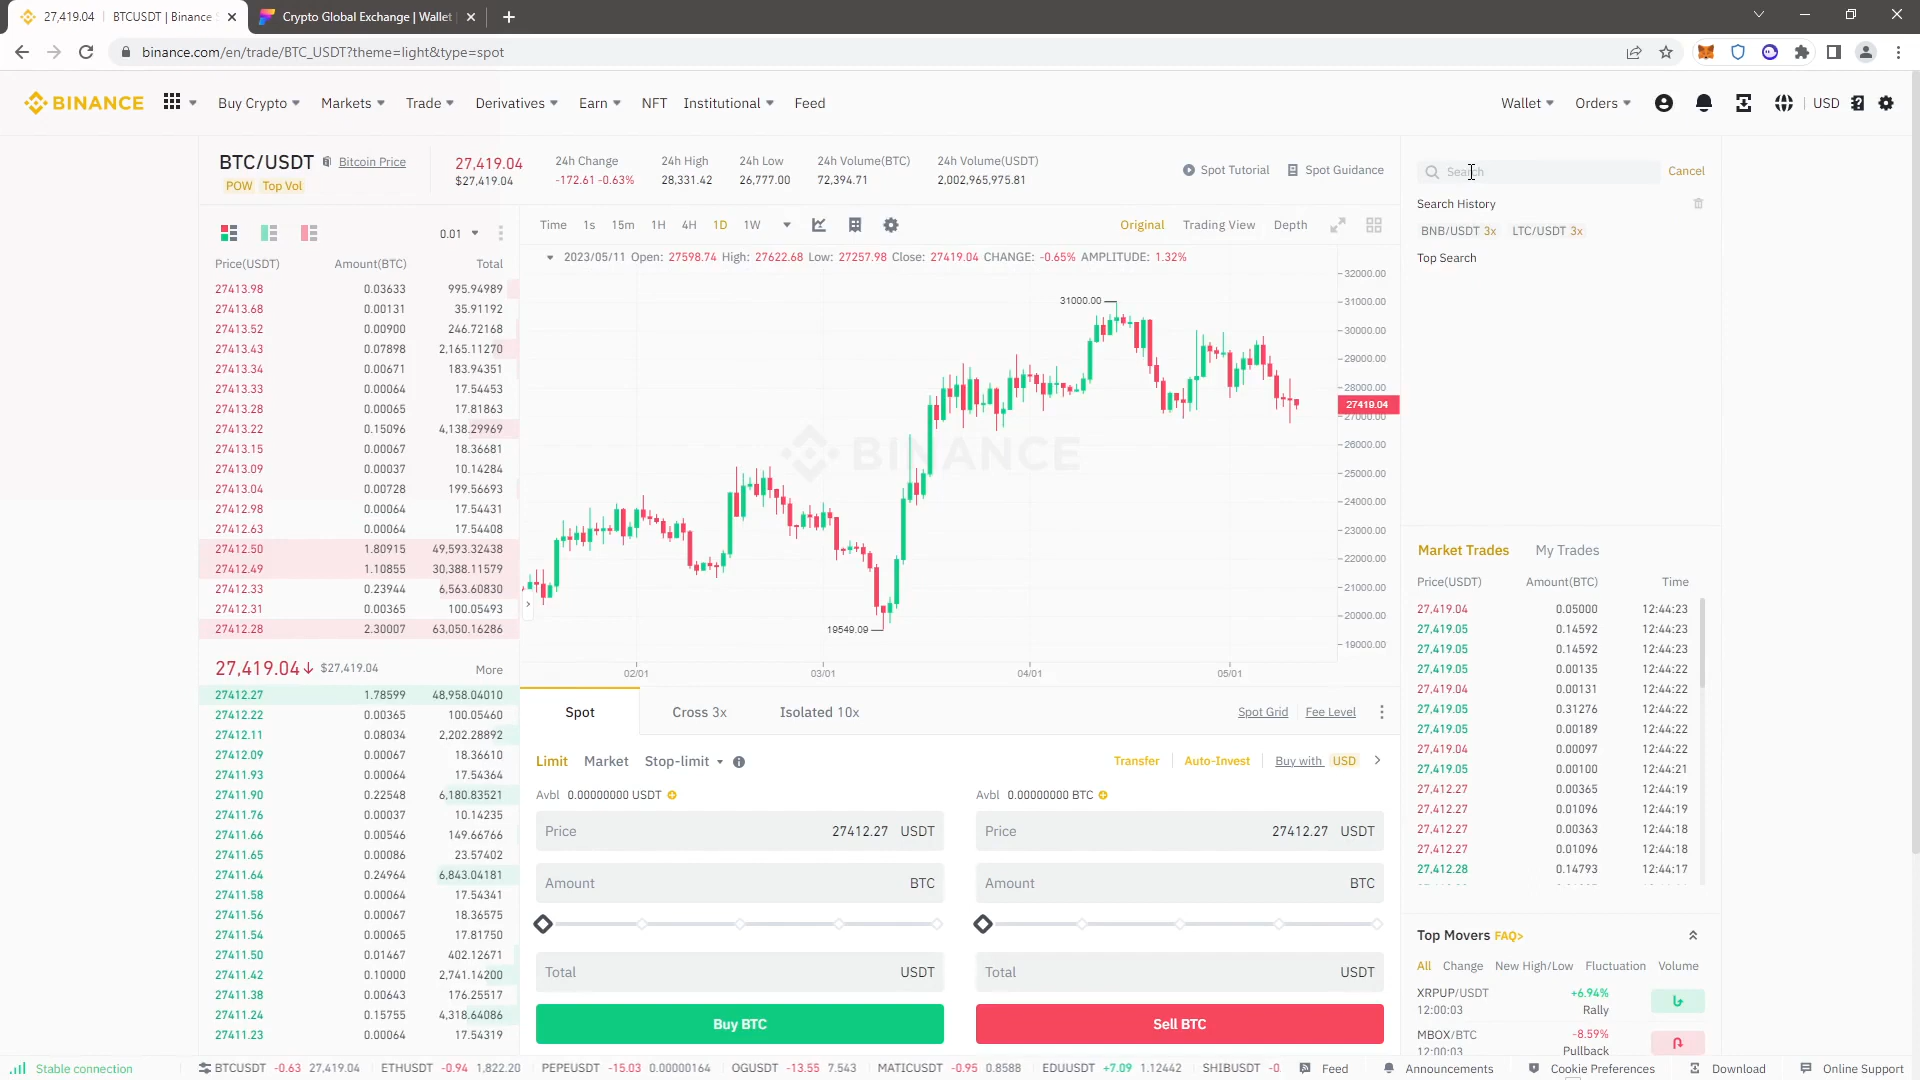 27,419.04 BTCUSDT | Binance
Crypto Global Exchange | Wallet
binance.com/en/trade/BTC_USDT?theme=light&type=spot
BINANCE Buy Crypto Markets Trade Derivatives Earn NFT Institutional Feed Wallet Orders USD
BTC/USDT Bitcoin Price
POW Top Vol
27,419.04
$27,419.04
24h Change
-172.61 -0.63%
24h High
28,331.42
24h Low
26,777.00
24h Volume(BTC)
72,394.71
24h Volume(USDT)
2,002,965,975.81
Spot Tutorial Spot Guidance
Search Cancel
Search History
BNB/USDT 3x LTC/USDT 3x
Top Search
0.01
Price(USDT) Amount(BTC) Total
27413.98 0.03633 995.94989
27413.68 0.00131 35.91192
27413.52 0.00900 246.72168
27413.43 0.07898 2,165.11270
27413.34 0.00671 183.94351
27413.33 0.00064 17.54453
27413.28 0.00065 17.81863
27413.22 0.15096 4,138.29969
27413.15 0.00067 18.36681
27413.09 0.00037 10.14284
27413.04 0.00728 199.56693
27412.98 0.00064 17.54431
27412.63 0.00064 17.54408
27412.50 1.80915 49,593.32438
27412.49 1.10855 30,388.11579
27412.33 0.23944 6,563.60830
27412.31 0.00365 100.05493
27412.28 2.30007 63,050.16286
27,419.04↓ $27,419.04 More
27412.27 1.78599 48,958.04010
27412.22 0.00365 100.05460
27412.11 0.08034 2,202.28892
27412.09 0.00067 18.36610
27411.93 0.00064 17.54364
27411.90 0.22548 6,180.83521
27411.76 0.00037 10.14235
27411.66 0.00546 149.66766
27411.65 0.00086 23.57402
27411.64 0.24964 6,843.04181
27411.58 0.00064 17.54341
27411.56 0.00067 18.36575
27411.54 0.00065 17.81750
27411.50 0.01467 402.12671
27411.42 0.10000 2,741.14200
27411.38 0.00643 176.25517
27411.24 0.15755 4,318.64086
27411.23 0.00064 17.54319
Time 1s 15m 1H 4H 1D 1W Original Trading View Depth
2023/05/11 Open: 27598.74 High: 27622.68 Low: 27257.98 Close: 27419.04 CHANGE: -0.65% AMPLITUDE: 1.32%
32000.00
31000.00
30000.00
29000.00
28000.00
27419.04
27000.00
26000.00
25000.00
24000.00
23000.00
22000.00
21000.00
20000.00
19000.00
31000.00
BINANCE
19549.09
02/01 03/01 04/01 05/01
Spot Cross 3x Isolated 10x Spot Grid Fee Level
Limit Market Stop-limit Transfer Auto-Invest Buy with USD
Avbl 0.00000000 USDT
Price 27412.27 USDT
Amount BTC
Total USDT
Buy BTC
Avbl 0.00000000 BTC
Price 27412.27 USDT
Amount BTC
Total USDT
Sell BTC
Market Trades My Trades
Price(USDT) Amount(BTC) Time
27,419.04 0.05000 12:44:23
27,419.05 0.14592 12:44:23
27,419.05 0.14592 12:44:23
27,419.05 0.00135 12:44:22
27,419.04 0.00131 12:44:22
27,419.05 0.31276 12:44:22
27,419.05 0.00189 12:44:22
27,419.04 0.00097 12:44:22
27,419.05 0.00100 12:44:21
27,412.27 0.00365 12:44:19
27,412.27 0.01096 12:44:19
27,412.27 0.00363 12:44:18
27,412.27 0.01096 12:44:18
27,412.28 0.14793 12:44:17
Top Movers FAQ>
All Change New High/Low Fluctuation Volume
XRPUP/USDT +6.94%
12:00:03 Rally
MBOX/BTC -8.59%
12:00:03 Pullback
Stable connection BTCUSDT -0.63 27,419.04 ETHUSDT -0.94 1,822.20 PEPEUSDT -15.03 0.00000164 OGUSDT -13.55 7.543 MATICUSDT -0.95 0.8588 EDUUSDT +7.09 1.12442 SHIBUSDT -0. Feed Announcements Cookie Preferences Download Online Support